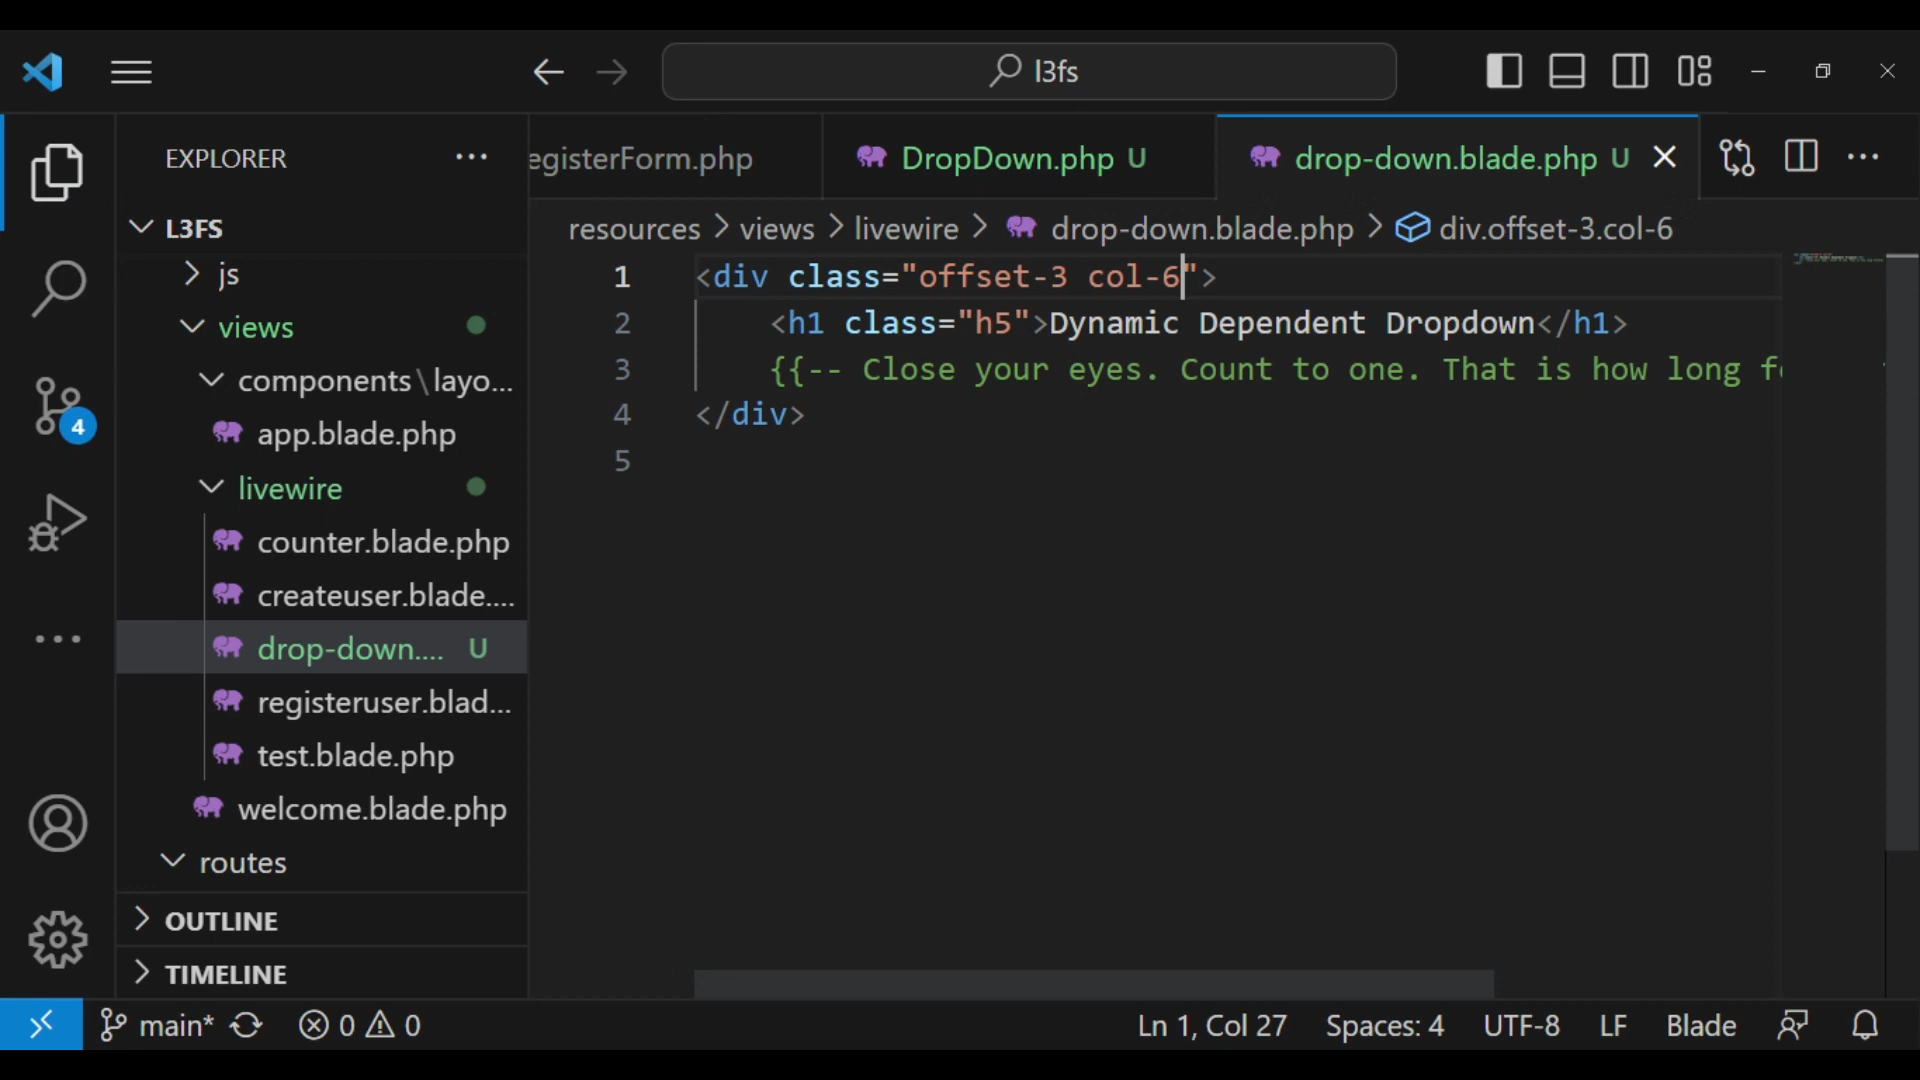 l3fs
EXPLORER
egisterForm.php
DropDown.php U
drop-down.blade.php U
L3FS
js
views
components\layo...
app.blade.php
livewire
counter.blade.php
createuser.blade....
drop-down.... U
registeruser.blad...
test.blade.php
welcome.blade.php
routes
OUTLINE
TIMELINE
4
resources > views > livewire > drop-down.blade.php > div.offset-3.col-6
1 <div class="offset-3 col-6">
2 <h1 class="h5">Dynamic Dependent Dropdown</h1>
3 {{-- Close your eyes. Count to one. That is how long f
4 </div>
5
main* 0 0
Ln 1, Col 27 Spaces: 4 UTF-8 LF Blade